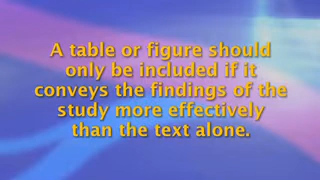 A table or figure should
only be included if it
conveys the findings of the
study more effectively
than the text alone.